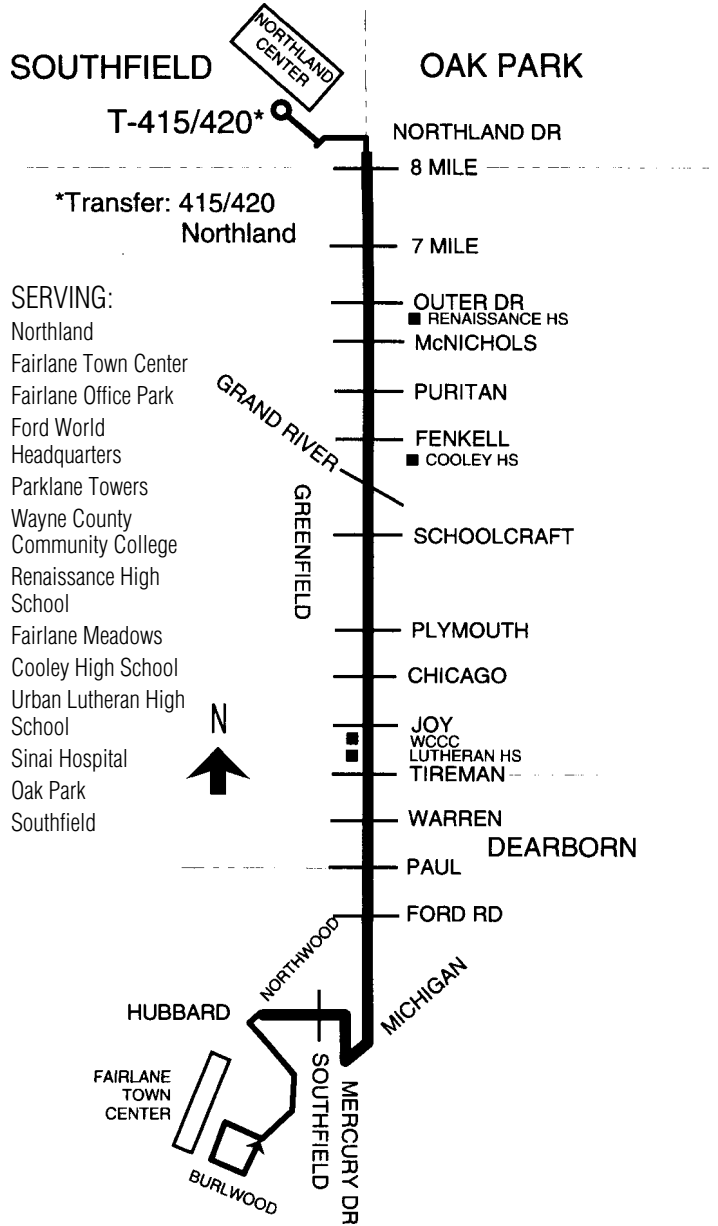 NORTHLAND
CENTER
SOUTHFIELD
OAK PARK
T-415/420*
NORTHLAND DR
8 MILE
*Transfer: 415/420
Northland
7 MILE
SERVING:
Northland
Fairlane Town Center
Fairlane Office Park
Ford World
Headquarters
Parklane Towers
Wayne County
Community College
Renaissance High
School
Fairlane Meadows
Cooley High School
Urban Lutheran High
School
Sinai Hospital
Oak Park
Southfield
OUTER DR
RENAISSANCE HS
McNICHOLS
PURITAN
GRAND RIVER
FENKELL
COOLEY HS
GREENFIELD
SCHOOLCRAFT
PLYMOUTH
CHICAGO
N
JOY
WCCC
LUTHERAN HS
TIREMAN
WARREN
DEARBORN
PAUL
FORD RD
NORTHWOOD
MICHIGAN
HUBBARD
FAIRLANE
TOWN
CENTER
SOUTHFIELD
MERCURY DR
BURLWOOD